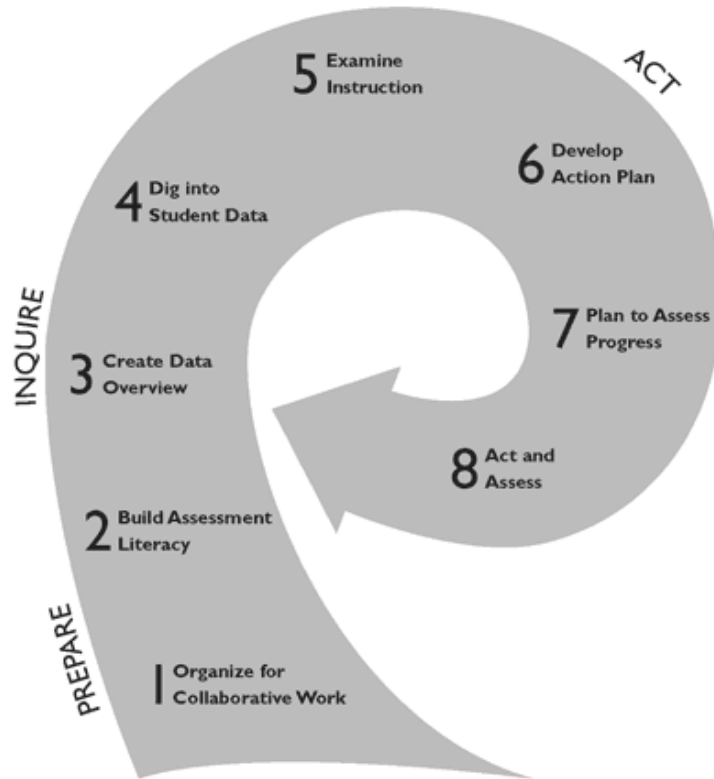 PREPARE
1 Organize for
Collaborative Work
2 Build Assessment
Literacy
INQUIRE
3 Create Data
Overview
4 Dig into
Student Data
5 Examine
Instruction
ACT
6 Develop
Action Plan
7 Plan to Assess
Progress
8 Act and
Assess